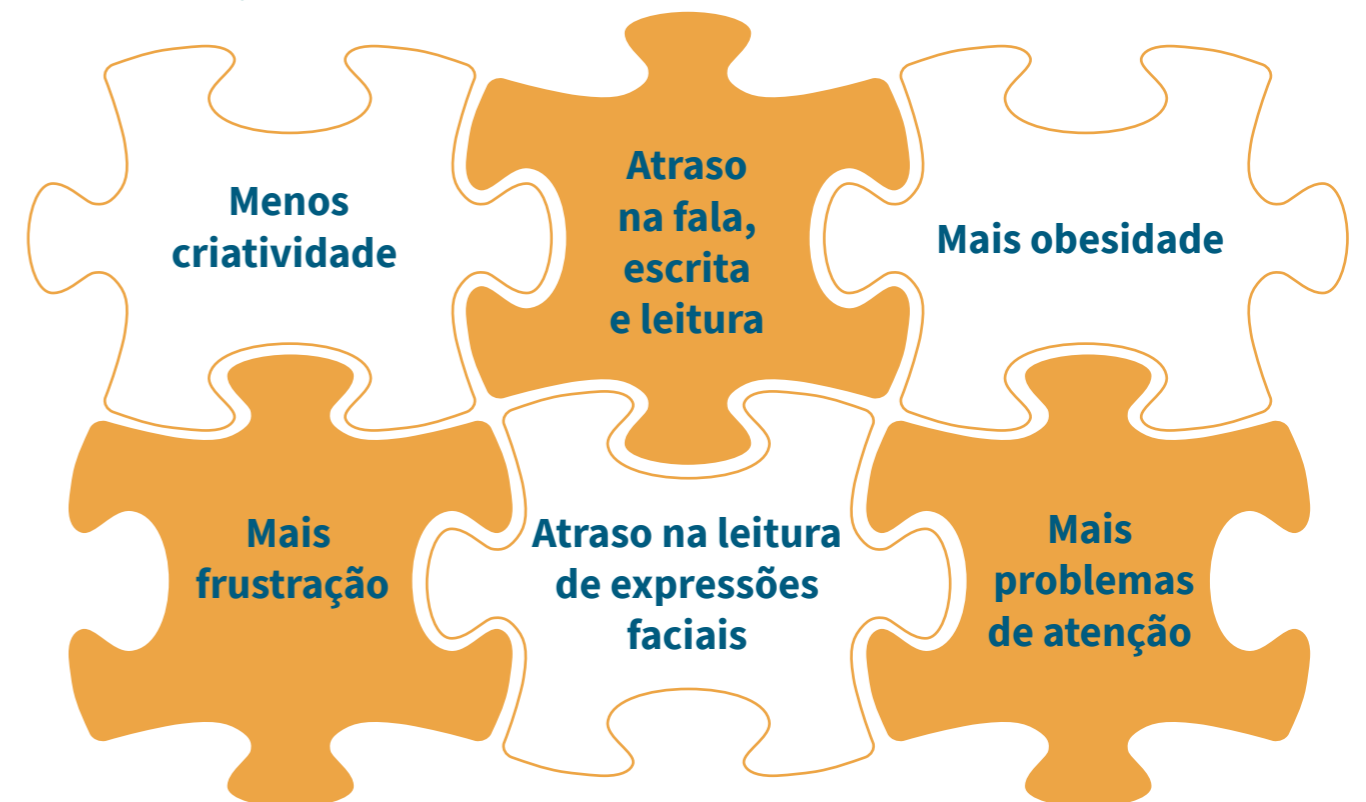 Menos
criatividade
Atraso
na fala,
escrita
e leitura
Mais obesidade
Mais
frustração
Atraso na leitura
de expressões
faciais
Mais
problemas
de atenção